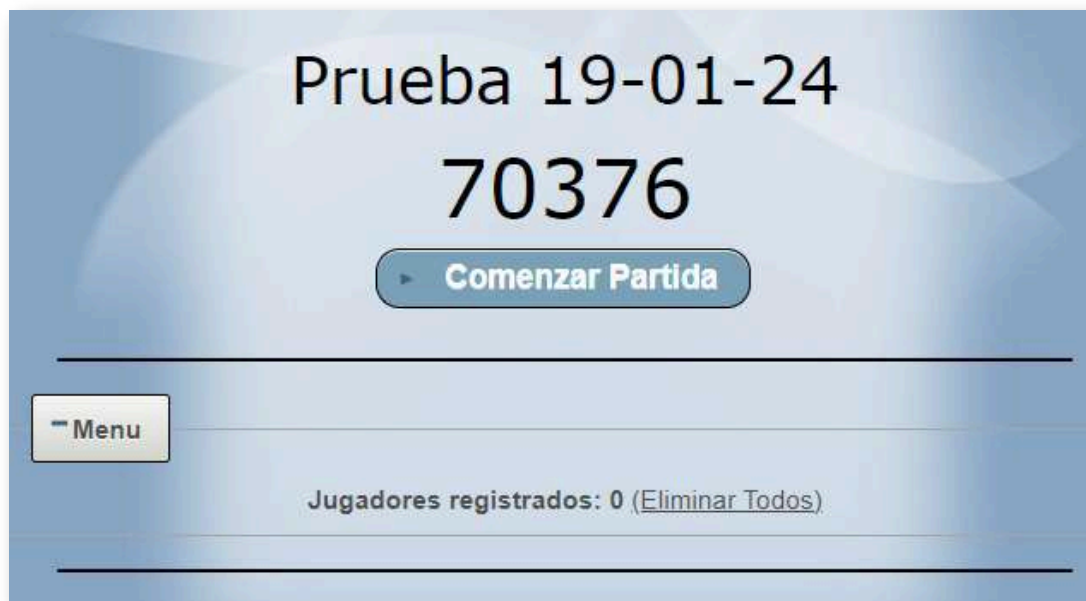 Prueba 19-01-24
70376
Comenzar Partida
Menu
Jugadores registrados: 0 (Eliminar Todos)